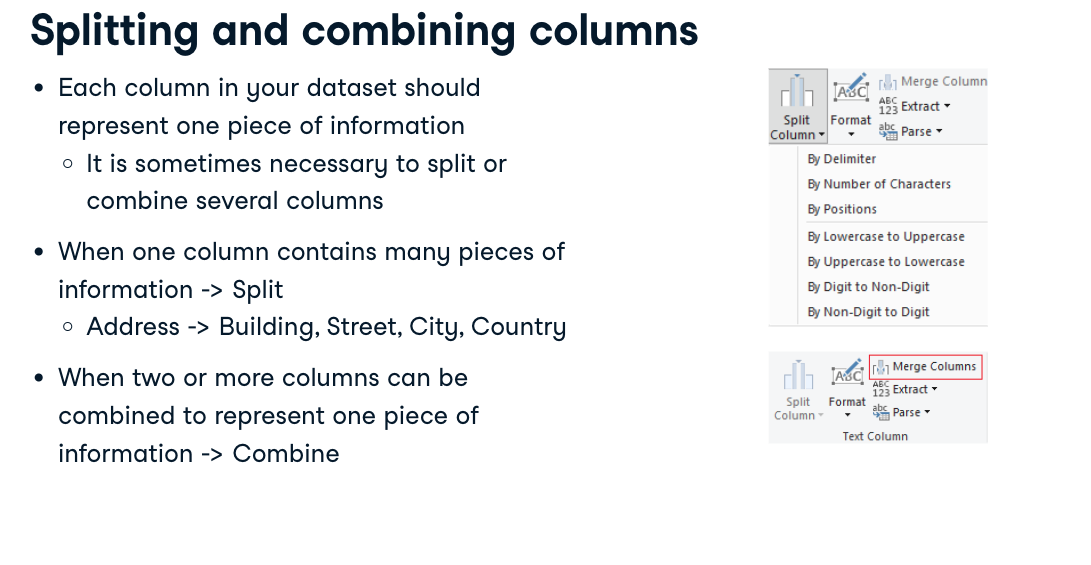 Splitting and combining columns
• Each column in your dataset should
represent one piece of information
○ It is sometimes necessary to split or
combine several columns
• When one column contains many pieces of
information -> Split
○ Address -> Building, Street, City, Country
• When two or more columns can be
combined to represent one piece of
information -> Combine
Split
Column
ABC
Format
Merge Column
ABC
123 Extract
abc Parse
By Delimiter
By Number of Characters
By Positions
By Lowercase to Uppercase
By Uppercase to Lowercase
By Digit to Non-Digit
By Non-Digit to Digit
Split
Column
ABC
Format
Merge Columns
ABC
123 Extract
abc Parse
Text Column